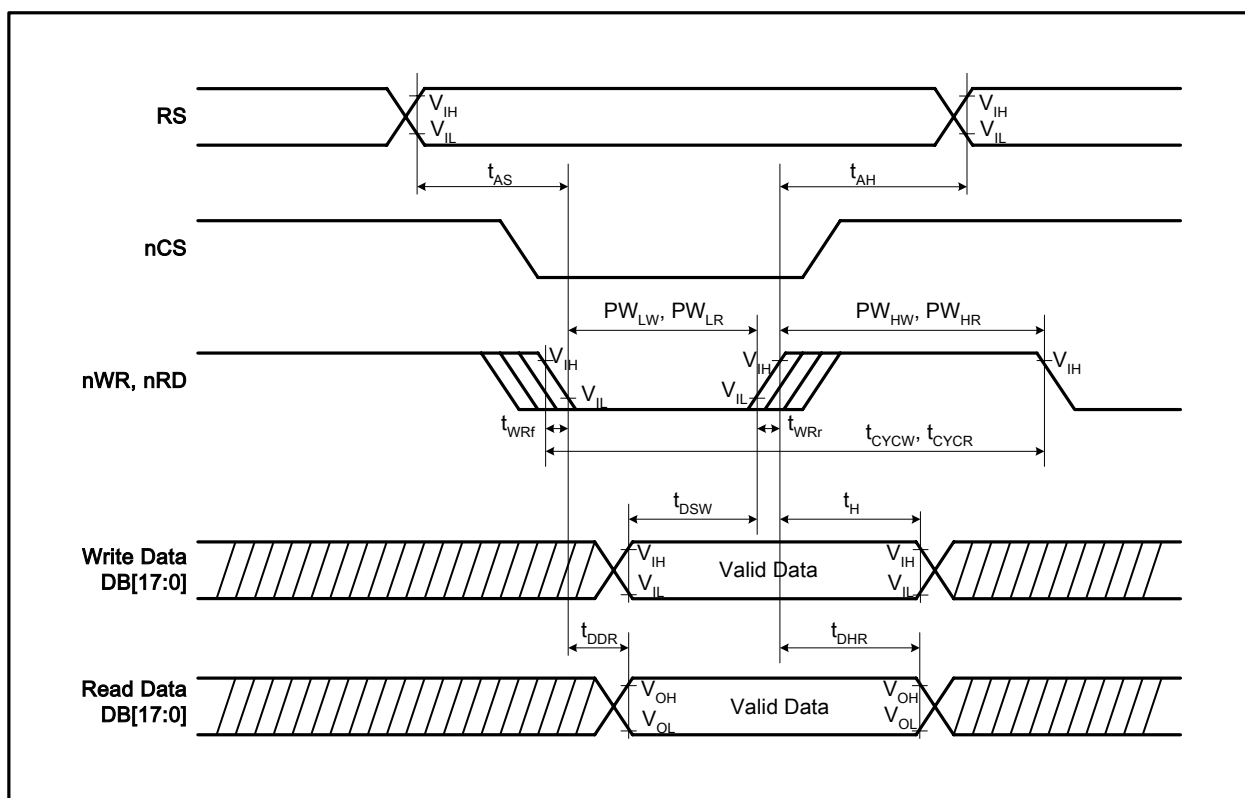 RS
V_IH
V_IL
V_IH
V_IL
t_AS
t_AH
nCS
PW_LW, PW_LR
PW_HW, PW_HR
nWR, nRD
V_IH
V_IL
V_IH
V_IL
V_IH
t_WRf
t_WRr
t_CYCW, t_CYCR
t_DSW
t_H
Write Data
DB[17:0]
V_IH
V_IL
Valid Data
V_IH
V_IL
t_DDR
t_DHR
Read Data
DB[17:0]
V_OH
V_OL
Valid Data
V_OH
V_OL